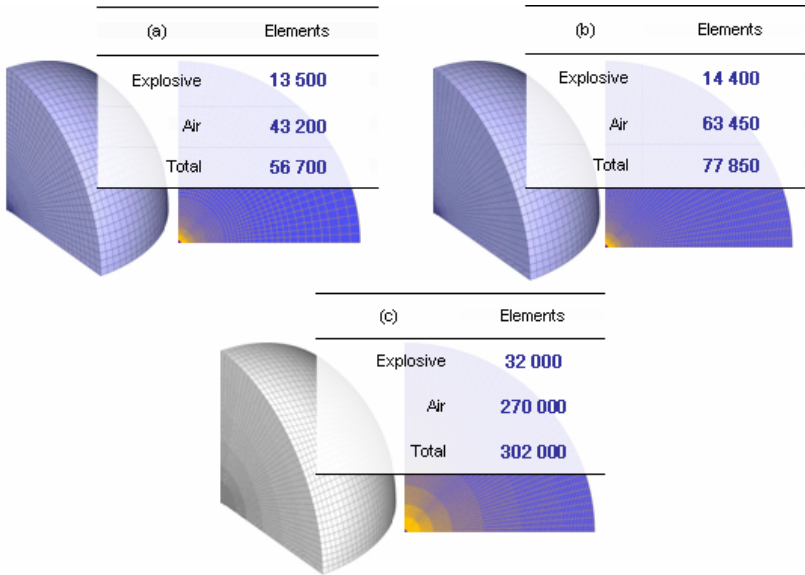 (a) Elements
Explosive 13 500
Air 43 200
Total 56 700
(b) Elements
Explosive 14 400
Air 63 450
Total 77 850
(c) Elements
Explosive 32 000
Air 270 000
Total 302 000